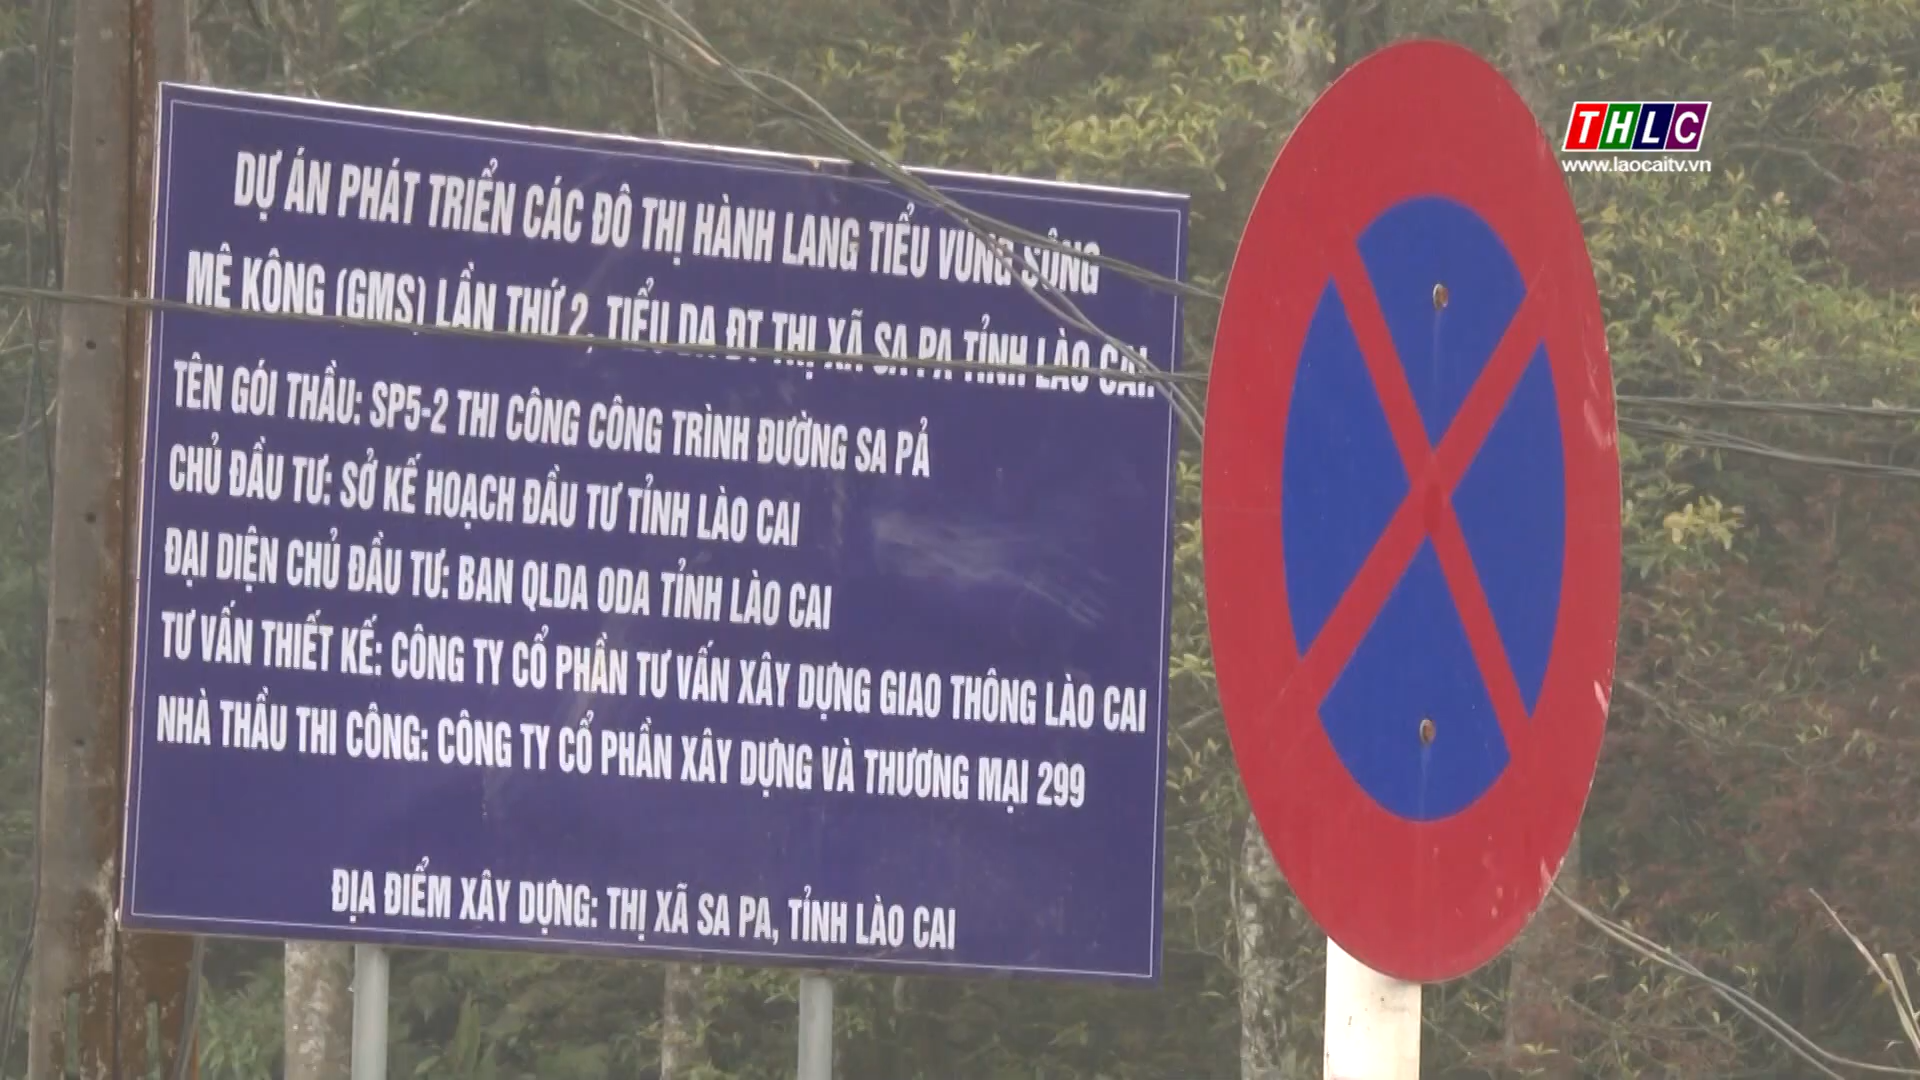 THLC
www.laocaitv.vn
DỰ ÁN PHÁT TRIỂN CÁC ĐÔ THỊ HÀNH LANG TIỂU VÙNG SÔNG
MÊ KÔNG (GMS) LẦN THỨ 2, TIỂU DA ĐT THỊ XÃ SA PA TỈNH LÀO CAI.
TÊN GÓI THẦU: SP5-2 THI CÔNG CÔNG TRÌNH ĐƯỜNG SA PẢ
CHỦ ĐẦU TƯ: SỞ KẾ HOẠCH ĐẦU TƯ TỈNH LÀO CAI
ĐẠI DIỆN CHỦ ĐẦU TƯ: BAN QLDA ODA TỈNH LÀO CAI
TƯ VẤN THIẾT KẾ: CÔNG TY CỔ PHẦN TƯ VẤN XÂY DỰNG GIAO THÔNG LÀO CAI
NHÀ THẦU THI CÔNG: CÔNG TY CỔ PHẦN XÂY DỰNG VÀ THƯƠNG MẠI 299
ĐỊA ĐIỂM XÂY DỰNG: THỊ XÃ SA PA, TỈNH LÀO CAI